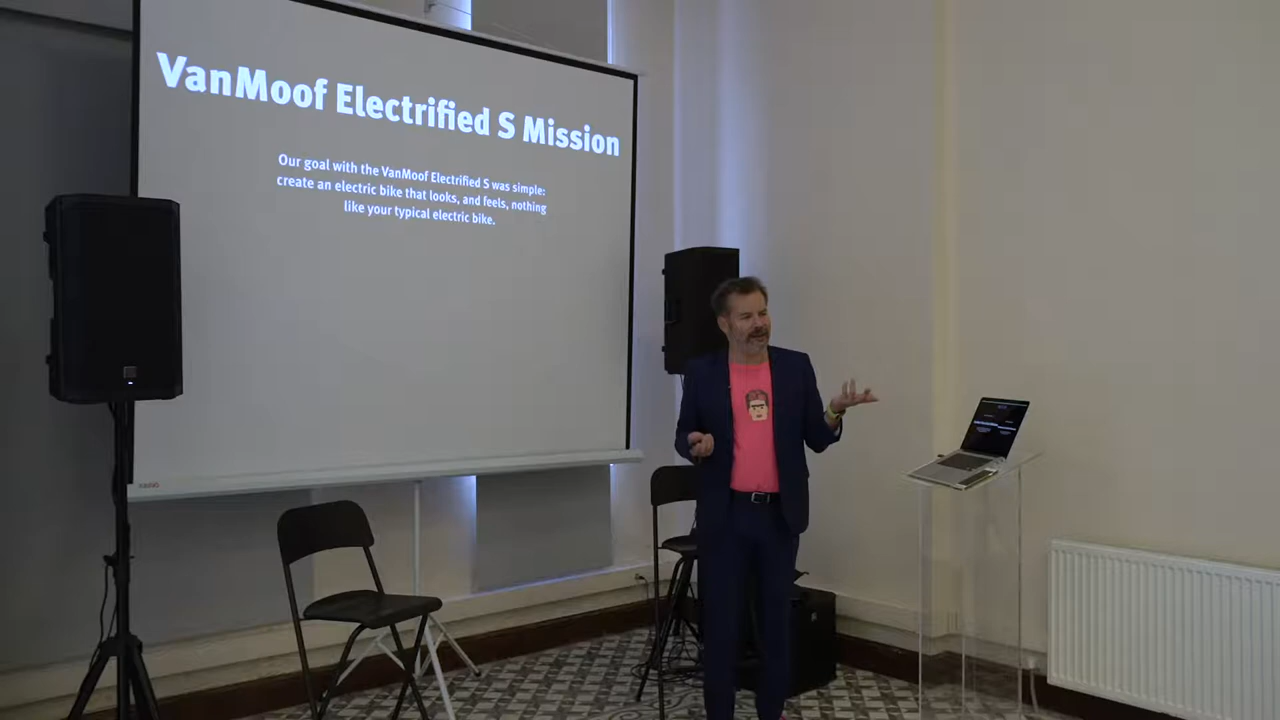 VanMoof Electrified S Mission
Our goal with the VanMoof Electrified S was simple:
create an electric bike that looks, and feels, nothing
like your typical electric bike.